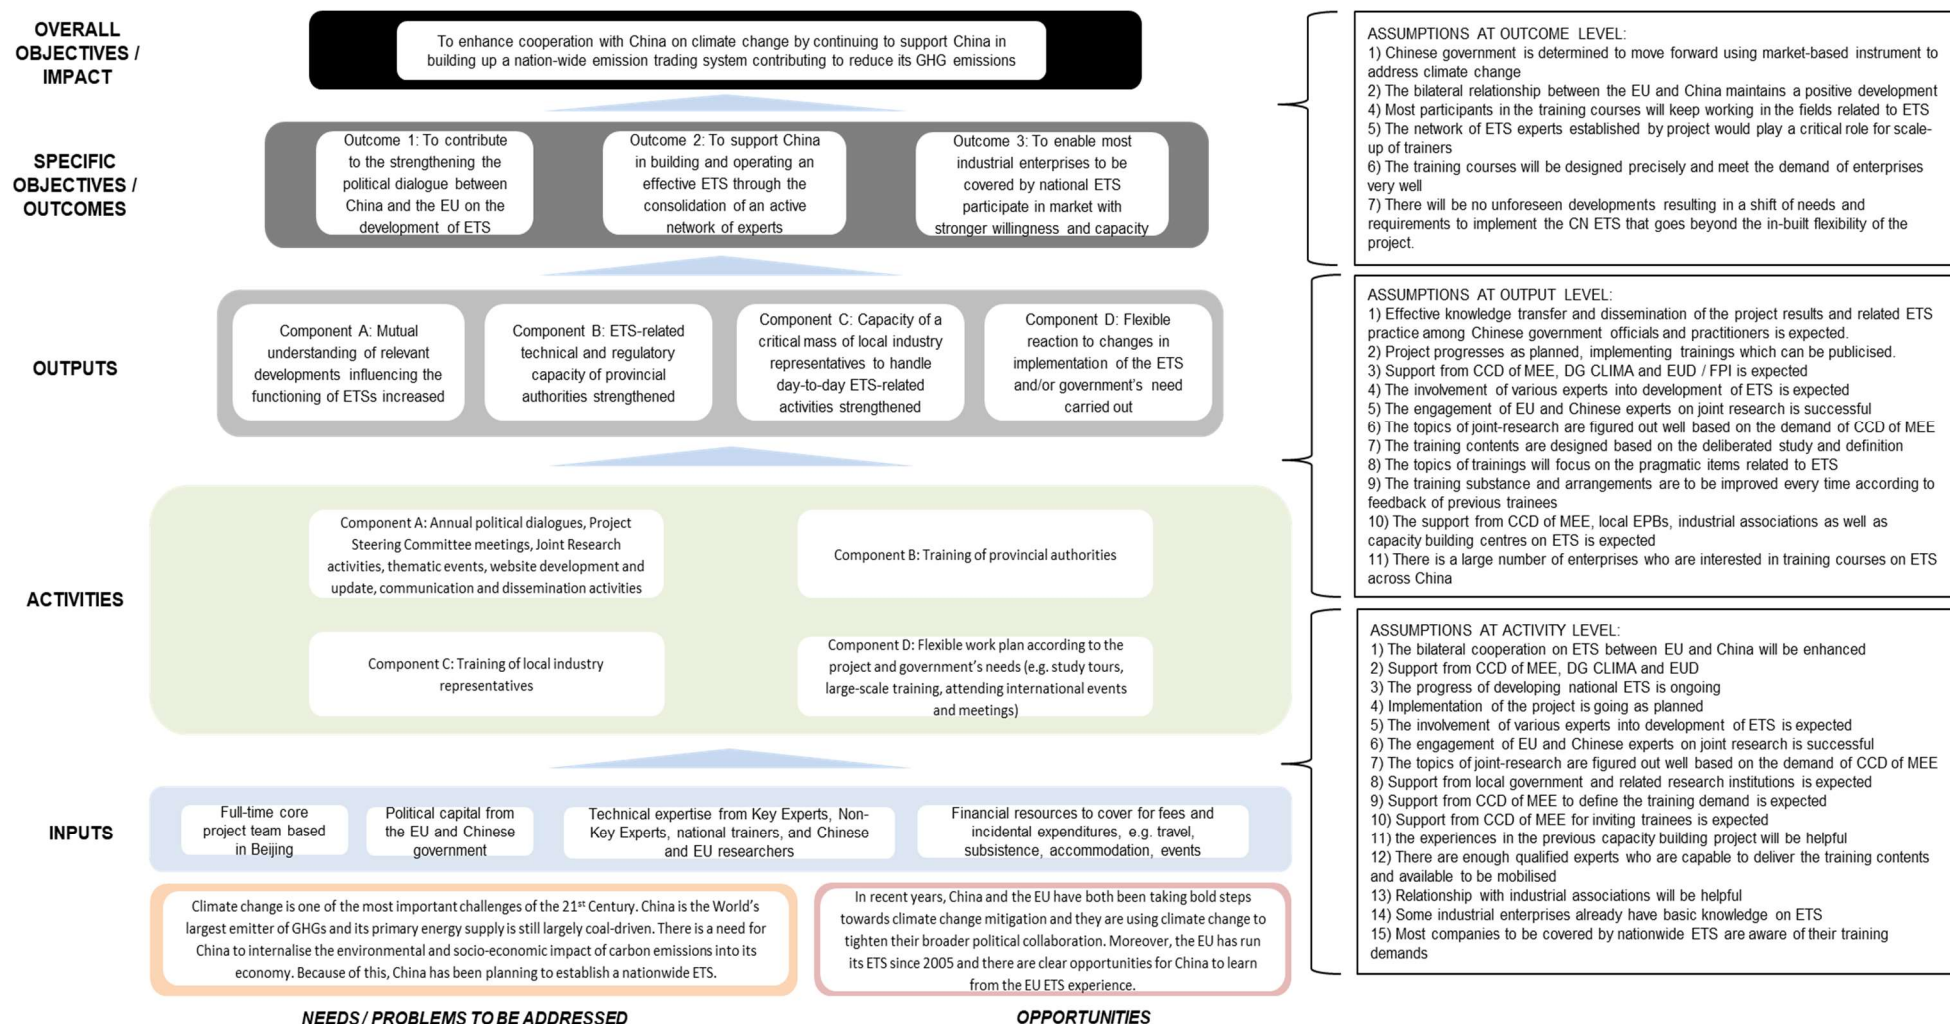 OVERALL
OBJECTIVES /
IMPACT
To enhance cooperation with China on climate change by continuing to support China in
building up a nation-wide emission trading system contributing to reduce its GHG emissions
SPECIFIC
OBJECTIVES /
OUTCOMES
Outcome 1: To contribute
to the strengthening the
political dialogue between
China and the EU on the
development of ETS
Outcome 2: To support China
in building and operating an
effective ETS through the
consolidation of an active
network of experts
Outcome 3: To enable most
industrial enterprises to be
covered by national ETS
participate in market with
stronger willingness and capacity
OUTPUTS
Component A: Mutual
understanding of relevant
developments influencing the
functioning of ETSs increased
Component B: ETS-related
technical and regulatory
capacity of provincial
authorities strengthened
Component C: Capacity of a
critical mass of local industry
representatives to handle
day-to-day ETS-related
activities strengthened
Component D: Flexible
reaction to changes in
implementation of the ETS
and/or government's need
carried out
ACTIVITIES
Component A: Annual political dialogues, Project
Steering Committee meetings, Joint Research
activities, thematic events, website development and
update, communication and dissemination activities
Component B: Training of provincial authorities
Component C: Training of local industry
representatives
Component D: Flexible work plan according to the
project and government's needs (e.g. study tours,
large-scale training, attending international events
and meetings)
INPUTS
Full-time core
project team based
in Beijing
Political capital from
the EU and Chinese
government
Technical expertise from Key Experts, Non-
Key Experts, national trainers, and Chinese
and EU researchers
Financial resources to cover for fees and
incidental expenditures, e.g. travel,
subsistence, accommodation, events
Climate change is one of the most important challenges of the 21st Century. China is the World's
largest emitter of GHGs and its primary energy supply is still largely coal-driven. There is a need for
China to internalise the environmental and socio-economic impact of carbon emissions into its
economy. Because of this, China has been planning to establish a nationwide ETS.
In recent years, China and the EU have both been taking bold steps
towards climate change mitigation and they are using climate change to
tighten their broader political collaboration. Moreover, the EU has run
its ETS since 2005 and there are clear opportunities for China to learn
from the EU ETS experience.
NEEDS / PROBLEMS TO BE ADDRESSED
OPPORTUNITIES
ASSUMPTIONS AT OUTCOME LEVEL:
1) Chinese government is determined to move forward using market-based instrument to
address climate change
2) The bilateral relationship between the EU and China maintains a positive development
4) Most participants in the training courses will keep working in the fields related to ETS
5) The network of ETS experts established by project would play a critical role for scale-
up of trainers
6) The training courses will be designed precisely and meet the demand of enterprises
very well
7) There will be no unforeseen developments resulting in a shift of needs and
requirements to implement the CN ETS that goes beyond the in-built flexibility of the
project.
ASSUMPTIONS AT OUTPUT LEVEL:
1) Effective knowledge transfer and dissemination of the project results and related ETS
practice among Chinese government officials and practitioners is expected.
2) Project progresses as planned, implementing trainings which can be publicised.
3) Support from CCD of MEE, DG CLIMA and EUD / FPI is expected
4) The involvement of various experts into development of ETS is expected
5) The engagement of EU and Chinese experts on joint research is successful
6) The topics of joint-research are figured out well based on the demand of CCD of MEE
7) The training contents are designed based on the deliberated study and definition
8) The topics of trainings will focus on the pragmatic items related to ETS
9) The training substance and arrangements are to be improved every time according to
feedback of previous trainees
10) The support from CCD of MEE, local EPBs, industrial associations as well as
capacity building centres on ETS is expected
11) There is a large number of enterprises who are interested in training courses on ETS
across China
ASSUMPTIONS AT ACTIVITY LEVEL:
1) The bilateral cooperation on ETS between EU and China will be enhanced
2) Support from CCD of MEE, DG CLIMA and EUD
3) The progress of developing national ETS is ongoing
4) Implementation of the project is going as planned
5) The involvement of various experts into development of ETS is expected
6) The engagement of EU and Chinese experts on joint research is successful
7) The topics of joint-research are figured out well based on the demand of CCD of MEE
8) Support from local government and related research institutions is expected
9) Support from CCD of MEE to define the training demand is expected
10) Support from CCD of MEE for inviting trainees is expected
11) the experiences in the previous capacity building project will be helpful
12) There are enough qualified experts who are capable to deliver the training contents
and available to be mobilised
13) Relationship with industrial associations will be helpful
14) Some industrial enterprises already have basic knowledge on ETS
15) Most companies to be covered by nationwide ETS are aware of their training
demands